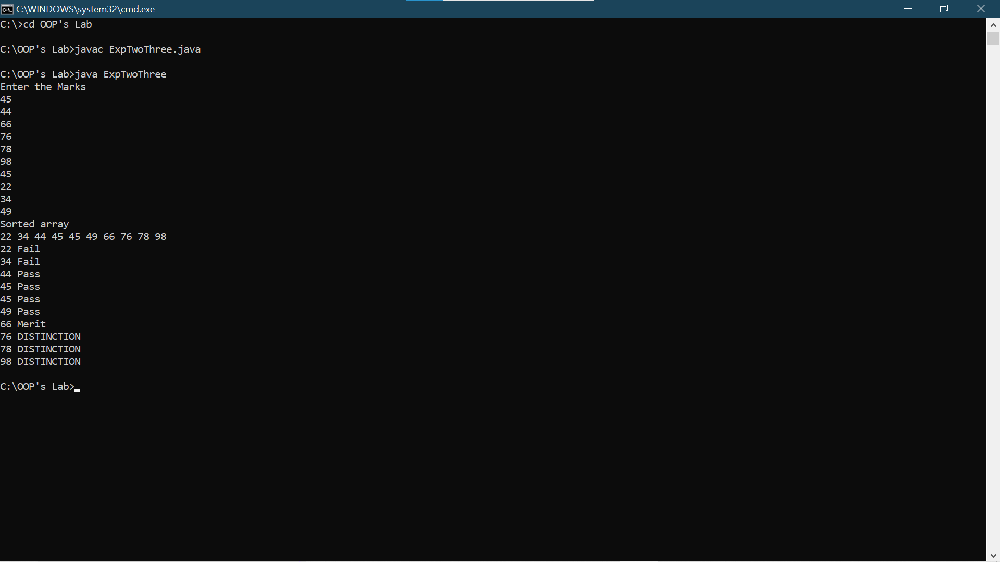 C:\WINDOWS\system32\cmd.exe
C:\>cd OOP's Lab
C:\OOP's Lab>javac ExpTwoThree.java
C:\OOP's Lab>java ExpTwoThree
Enter the Marks
45
44
66
76
78
98
45
22
34
49
Sorted array
22 34 44 45 45 49 66 76 78 98
22 Fail
34 Fail
44 Pass
45 Pass
45 Pass
49 Pass
66 Merit
76 DISTINCTION
78 DISTINCTION
98 DISTINCTION
C:\OOP's Lab>